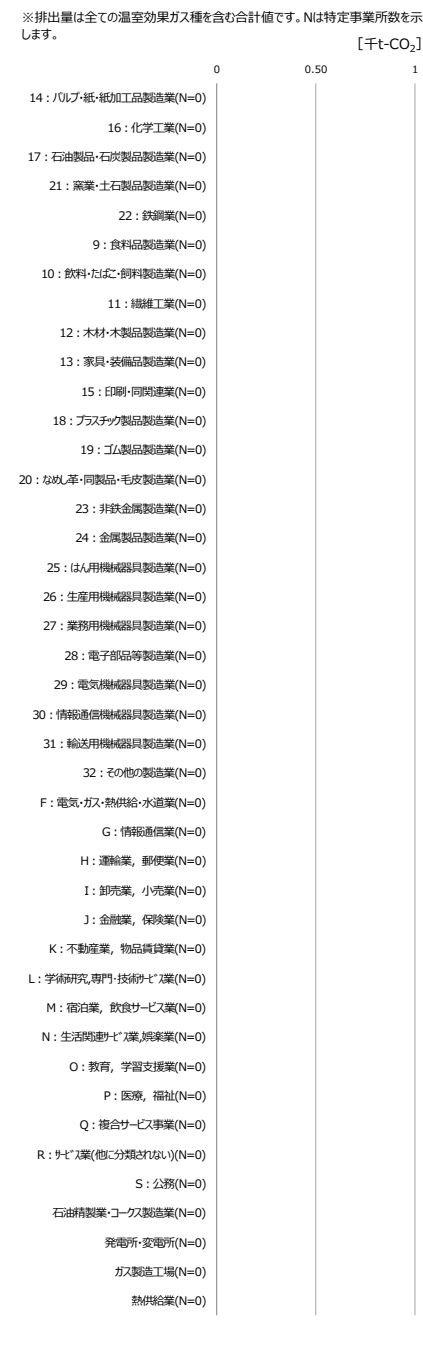 ※排出量は全ての温室効果ガス種を含む合計値です。Nは特定事業所数を示
します。
[千t-CO₂]
0 0.50 1
14：パルプ・紙・紙加工品製造業(N=0)
16：化学工業(N=0)
17：石油製品・石炭製品製造業(N=0)
21：窯業・土石製品製造業(N=0)
22：鉄鋼業(N=0)
9：食料品製造業(N=0)
10：飲料・たばこ・飼料製造業(N=0)
11：繊維工業(N=0)
12：木材・木製品製造業(N=0)
13：家具・装備品製造業(N=0)
15：印刷・同関連業(N=0)
18：プラスチック製品製造業(N=0)
19：ゴム製品製造業(N=0)
20：なめし革・同製品・毛皮製造業(N=0)
23：非鉄金属製造業(N=0)
24：金属製品製造業(N=0)
25：はん用機械器具製造業(N=0)
26：生産用機械器具製造業(N=0)
27：業務用機械器具製造業(N=0)
28：電子部品等製造業(N=0)
29：電気機械器具製造業(N=0)
30：情報通信機械器具製造業(N=0)
31：輸送用機械器具製造業(N=0)
32：その他の製造業(N=0)
F：電気・ガス・熱供給・水道業(N=0)
G：情報通信業(N=0)
H：運輸業，郵便業(N=0)
I：卸売業，小売業(N=0)
J：金融業，保険業(N=0)
K：不動産業，物品賃貸業(N=0)
L：学術研究,専門・技術ｻｰﾋﾞｽ業(N=0)
M：宿泊業，飲食サービス業(N=0)
N：生活関連ｻｰﾋﾞｽ業,娯楽業(N=0)
O：教育，学習支援業(N=0)
P：医療，福祉(N=0)
Q：複合サービス事業(N=0)
R：ｻｰﾋﾞｽ業(他に分類されない)(N=0)
S：公務(N=0)
石油精製業・コークス製造業(N=0)
発電所・変電所(N=0)
ガス製造工場(N=0)
熱供給業(N=0)